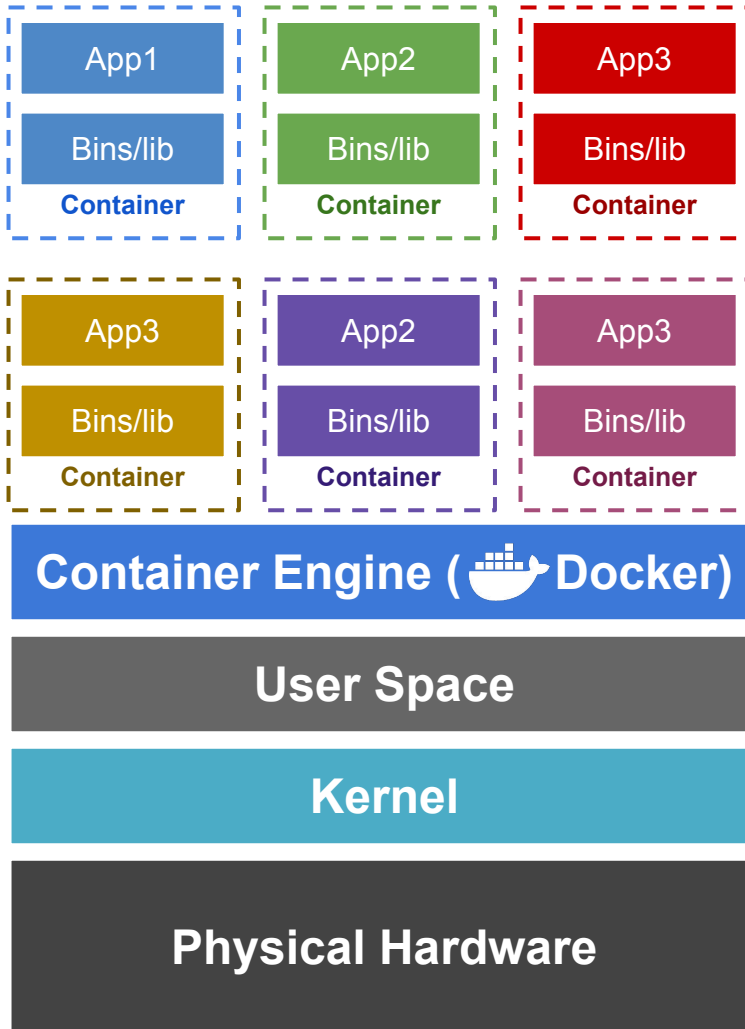 App1
App2
App3
Bins/lib
Bins/lib
Bins/lib
Container
Container
Container
App3
App2
App3
Bins/lib
Bins/lib
Bins/lib
Container
Container
Container
Container Engine ( Docker)
User Space
Kernel
Physical Hardware